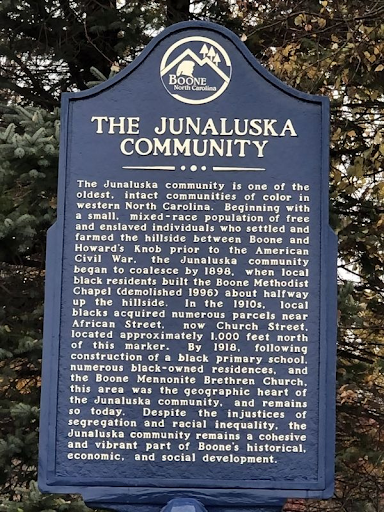 BOONE
North Carolina
THE JUNALUSKA
COMMUNITY
The Junaluska community is one of the
oldest, intact communities of color in
western North Carolina. Beginning with
a small, mixed-race population of free
and enslaved individuals who settled and
farmed the hillside between Boone and
Howard's Knob prior to the American
Civil War, the Junaluska community
began to coalesce by 1898, when local
black residents built the Boone Methodist
Chapel (demolished 1996) about halfway
up the hillside. In the 1910s, local
blacks acquired numerous parcels near
African Street, now Church Street,
located approximately 1,000 feet north
of this marker. By 1918, following
construction of a black primary school,
numerous black-owned residences, and
the Boone Mennonite Brethren Church,
this area was the geographic heart of
the Junaluska community, and remains
so today. Despite the injustices of
segregation and racial inequality, the
Junaluska community remains a cohesive
and vibrant part of Boone's historical,
economic, and social development.